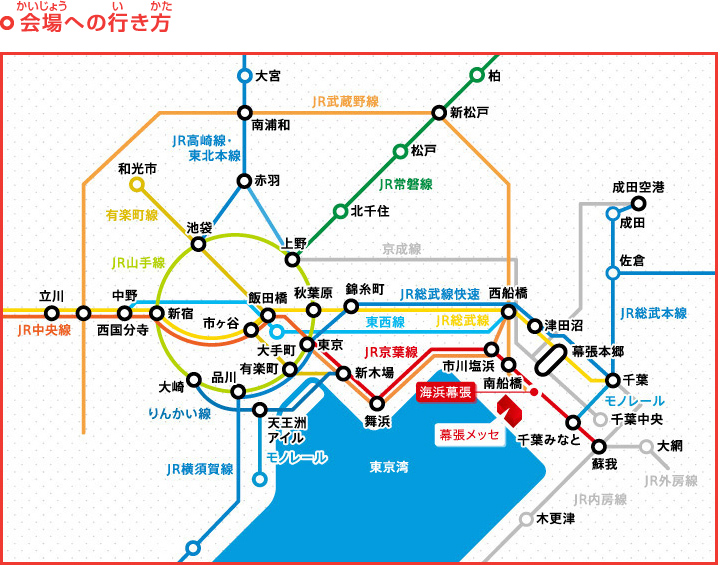 かいじょう い かた
会場への行き方
大宮
柏
JR武蔵野線
南浦和
新松戸
JR高崎線・
東北本線
松戸
和光市
赤羽
JR常磐線
成田空港
有楽町線
北千住
成田
池袋
上野
京成線
JR山手線
佐倉
立川
中野
新宿
飯田橋
秋葉原
錦糸町
JR総武線快速
西船橋
JR総武本線
JR中央線
西国分寺
市ヶ谷
東西線
JR総武線
津田沼
大手町
東京
JR京葉線
幕張本郷
有楽町
新木場
市川塩浜
南船橋
千葉
大崎
品川
海浜幕張
モノレール
りんかい線
天王洲
アイル
舞浜
千葉中央
幕張メッセ
千葉みなと
大網
モノレール
蘇我
JR横須賀線
東京湾
JR外房線
JR内房線
木更津